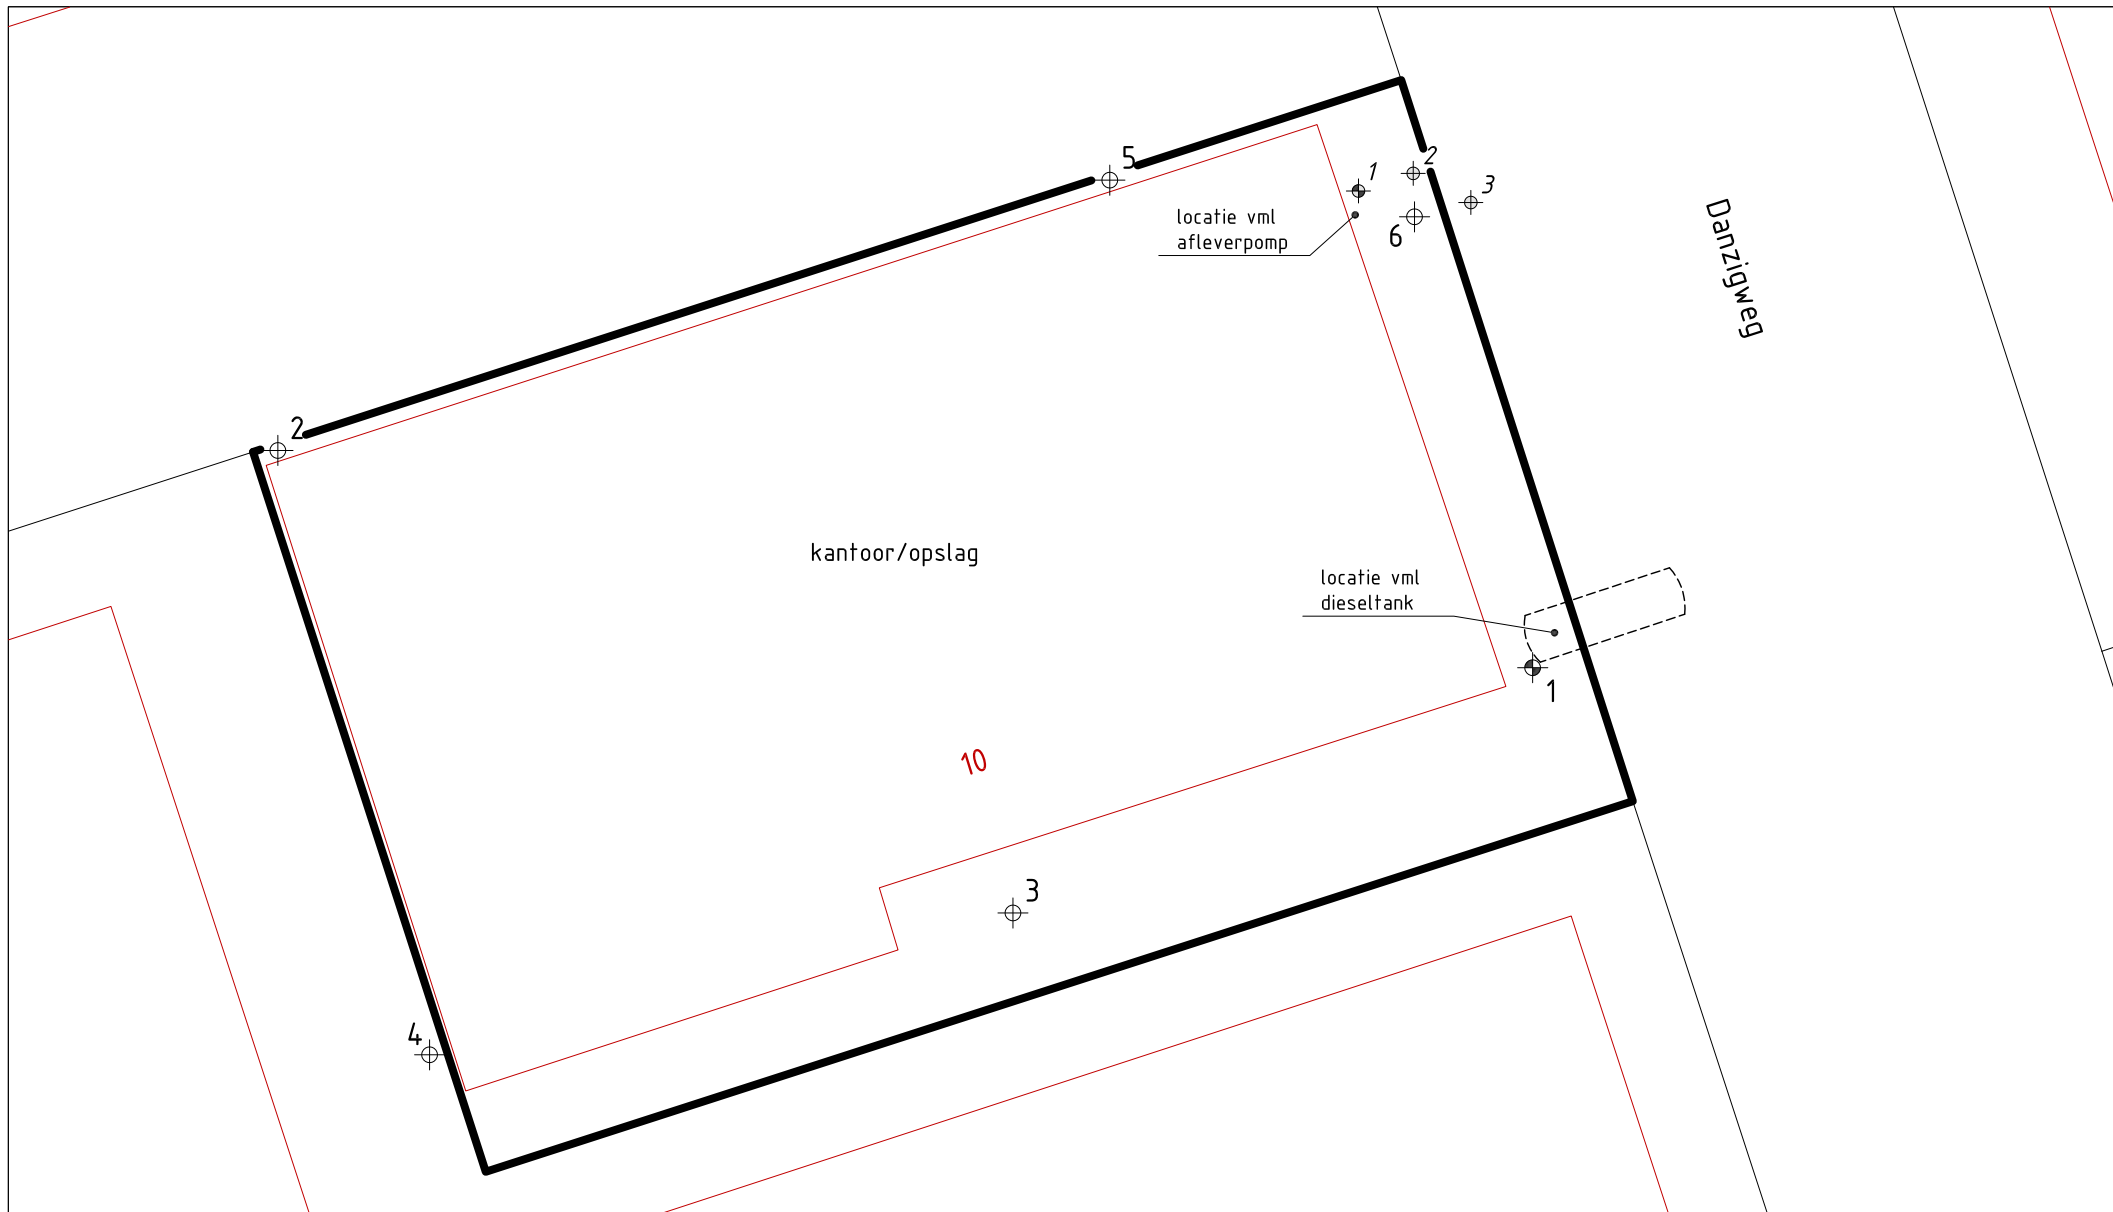 5
1
2
3
locatie vml
afleverpomp
6
Danzigweg
2
kantoor/opslag
locatie vml
dieseltank
1
10
3
4